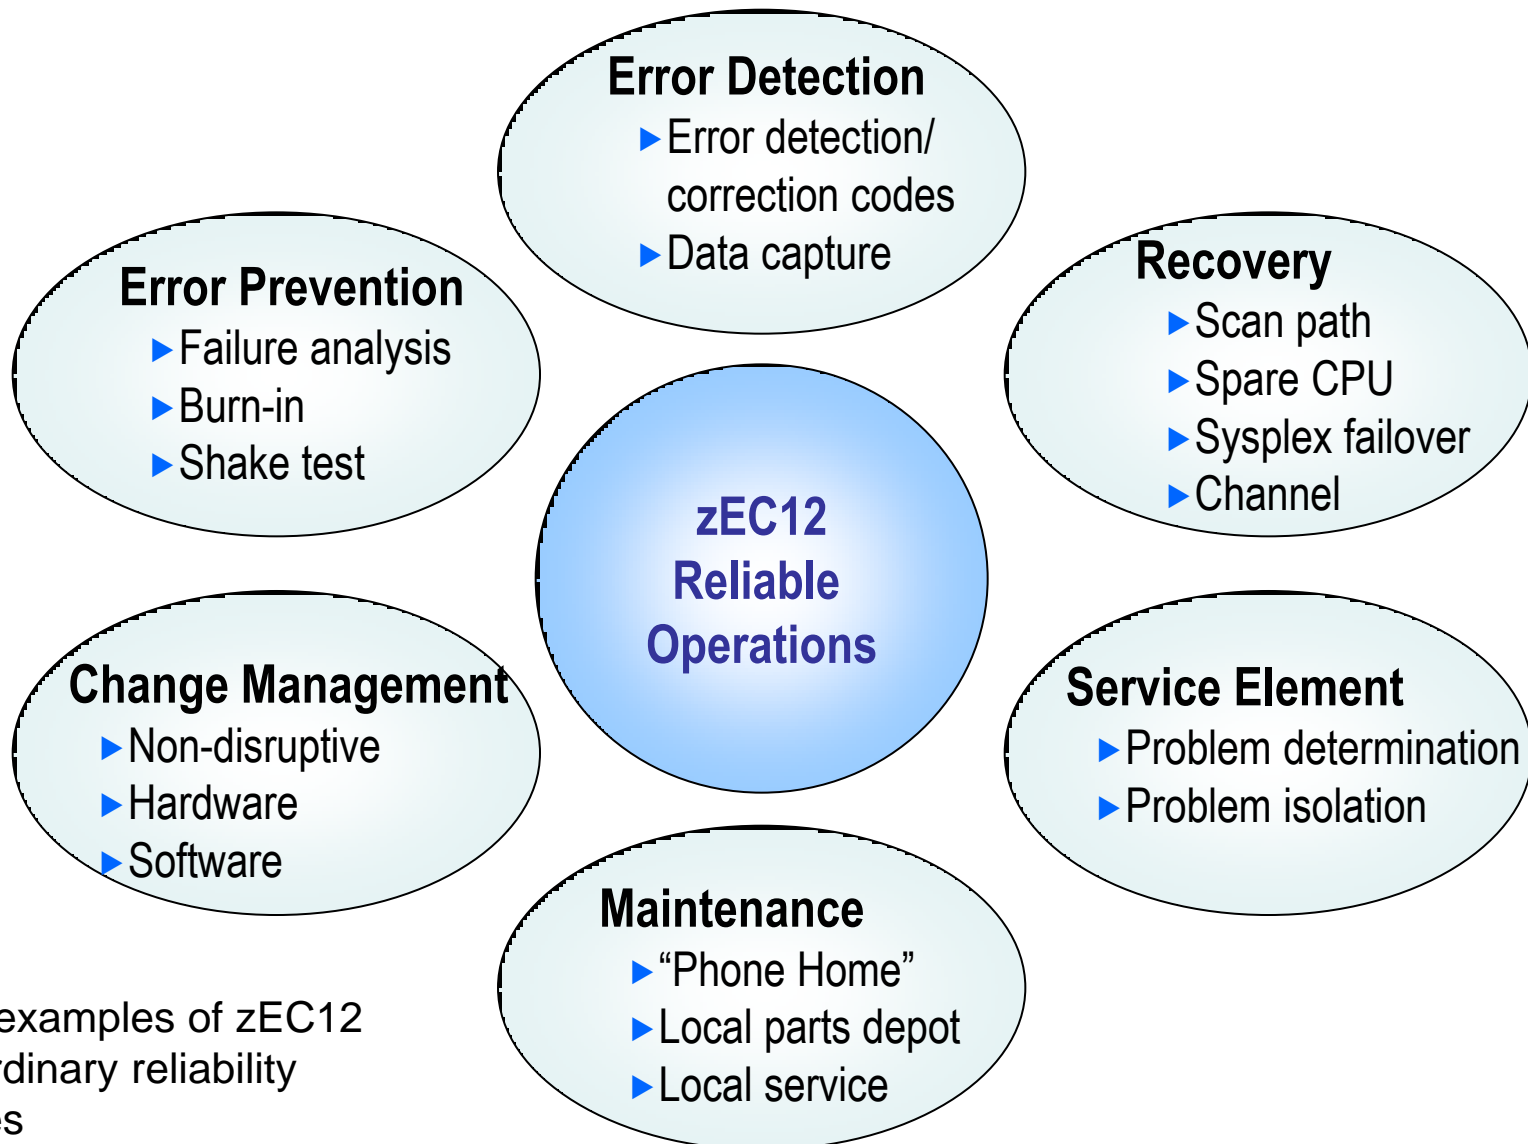 Error Detection
►Error detection/
correction codes
►Data capture
Error Prevention
►Failure analysis
►Burn-in
►Shake test
Recovery
►Scan path
►Spare CPU
►Sysplex failover
►Channel
zEC12
Reliable
Operations
Change Management
►Non-disruptive
►Hardware
►Software
Service Element
►Problem determination
►Problem isolation
Maintenance
►“Phone Home”
►Local parts depot
►Local service
examples of zEC12
reliability